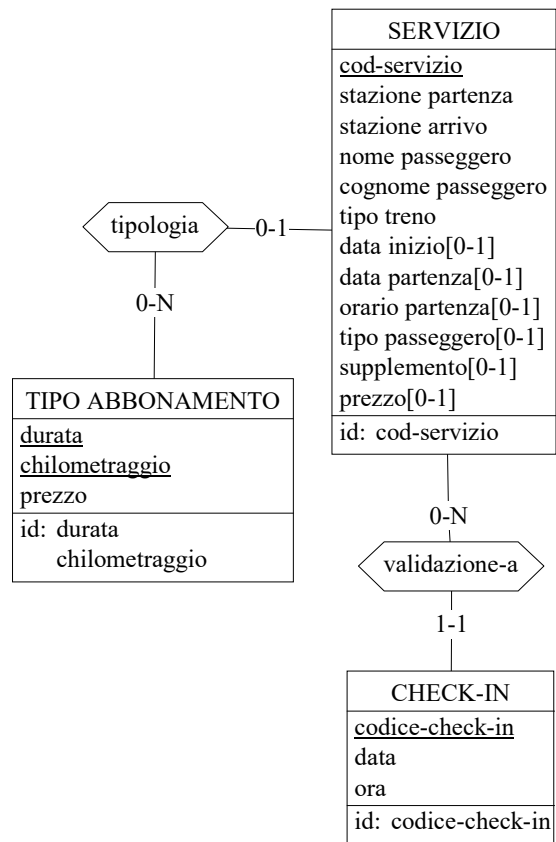 SERVIZIO
cod-servizio
stazione partenza
stazione arrivo
nome passeggero
cognome passeggero
tipo treno
data inizio[0-1]
data partenza[0-1]
orario partenza[0-1]
tipo passeggero[0-1]
supplemento[0-1]
prezzo[0-1]
id: cod-servizio
tipologia
0-1
0-N
TIPO ABBONAMENTO
durata
chilometraggio
prezzo
id: durata
chilometraggio
0-N
validazione-a
1-1
CHECK-IN
codice-check-in
data
ora
id: codice-check-in